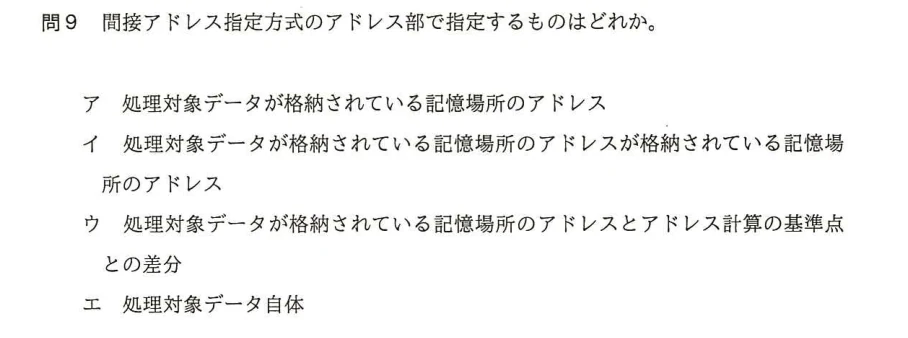 問９　間接アドレス指定方式のアドレス部で指定するものはどれか。
ア　処理対象データが格納されている記憶場所のアドレス
イ　処理対象データが格納されている記憶場所のアドレスが格納されている記憶場
所のアドレス
ウ　処理対象データが格納されている記憶場所のアドレスとアドレス計算の基準点
との差分
エ　処理対象データ自体